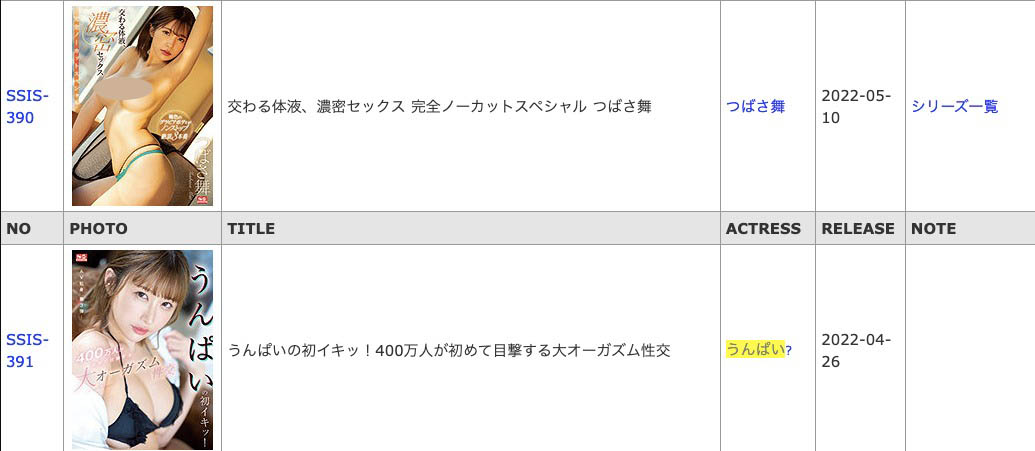 SSIS-390
交わる体液、
濃密セックス
つばさ舞
交わる体液、濃密セックス 完全ノーカットスペシャル つばさ舞
つばさ舞
2022-05-10
シリーズ一覧
NO PHOTO TITLE ACTRESS RELEASE NOTE
SSIS-391
うんぱい
の初イキッ!
400万人
大オーガズム
うんぱいの初イキッ!400万人が初めて目撃する大オーガズム性交
うんぱい?
2022-04-26